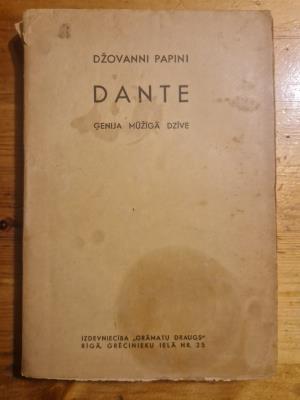 DŽOVANNI PAPINI
DANTE
ĢENIJA MŪŽĪGĀ DZĪVE
IZDEVNIECĪBA „GRĀMATU DRAUGS"
RĪGĀ, GRĒCINIEKU IELĀ NR. 25